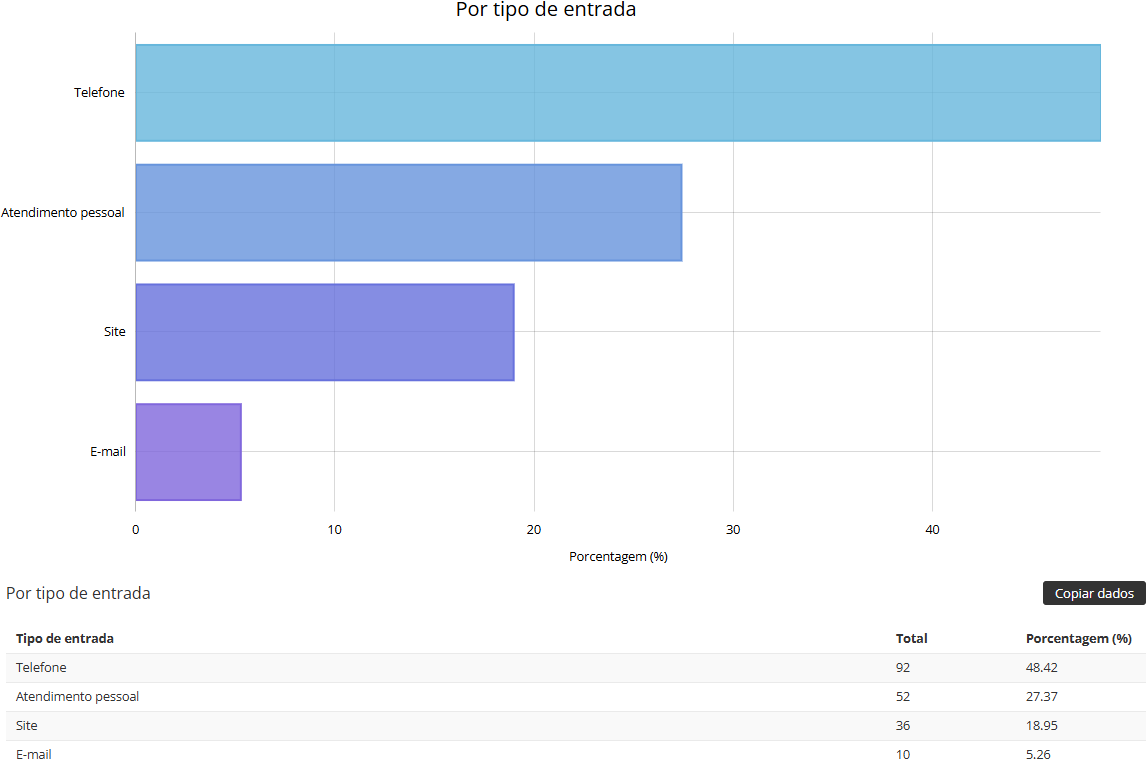 Por tipo de entrada
Telefone
Atendimento pessoal
Site
E-mail
0 10 20 30 40
Porcentagem (%)
Por tipo de entrada Copiar dados
Tipo de entrada Total Porcentagem (%)
Telefone 92 48.42
Atendimento pessoal 52 27.37
Site 36 18.95
E-mail 10 5.26